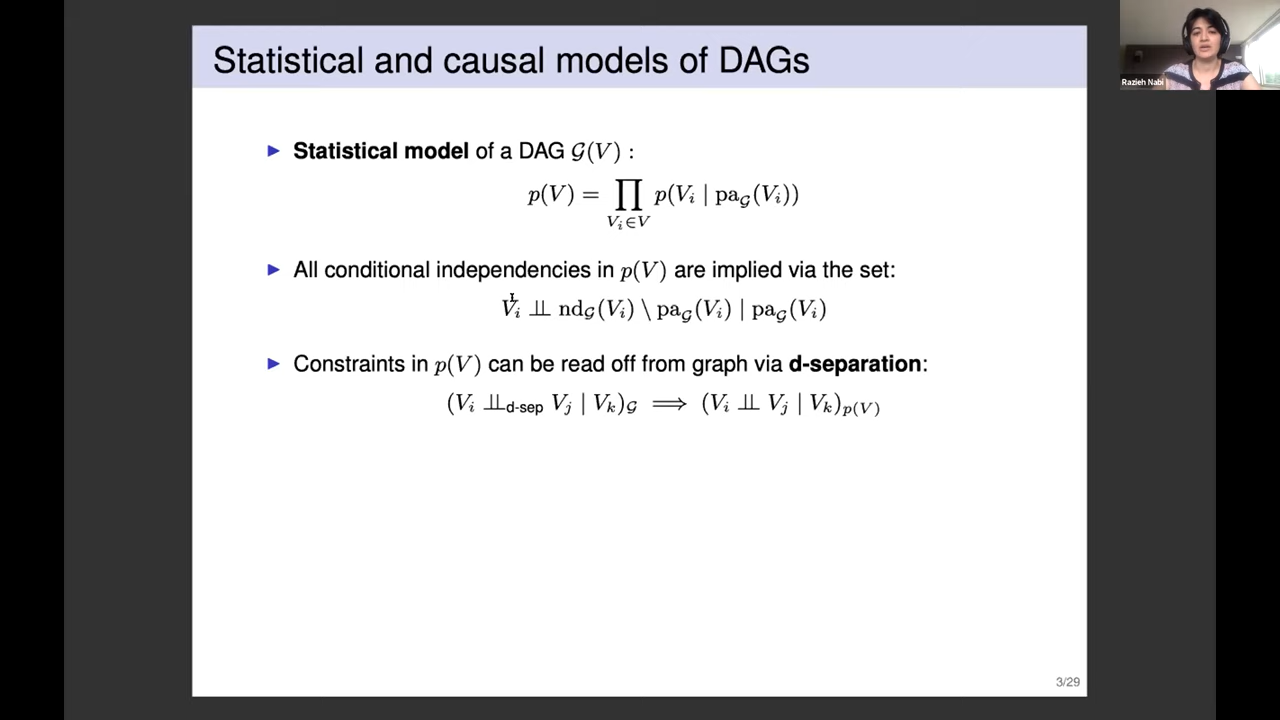 Statistical and causal models of DAGs
Razieh Nabi
▶ Statistical model of a DAG 𝒢(V) :
p(V) = ∏_{V_i∈V} p(V_i | pa_𝒢(V_i))
▶ All conditional independencies in p(V) are implied via the set:
V_i ⫫ nd_𝒢(V_i) \ pa_𝒢(V_i) | pa_𝒢(V_i)
▶ Constraints in p(V) can be read off from graph via d-separation:
(V_i ⫫_{d-sep} V_j | V_k)_𝒢 ⟹ (V_i ⫫ V_j | V_k)_{p(V)}
3/29